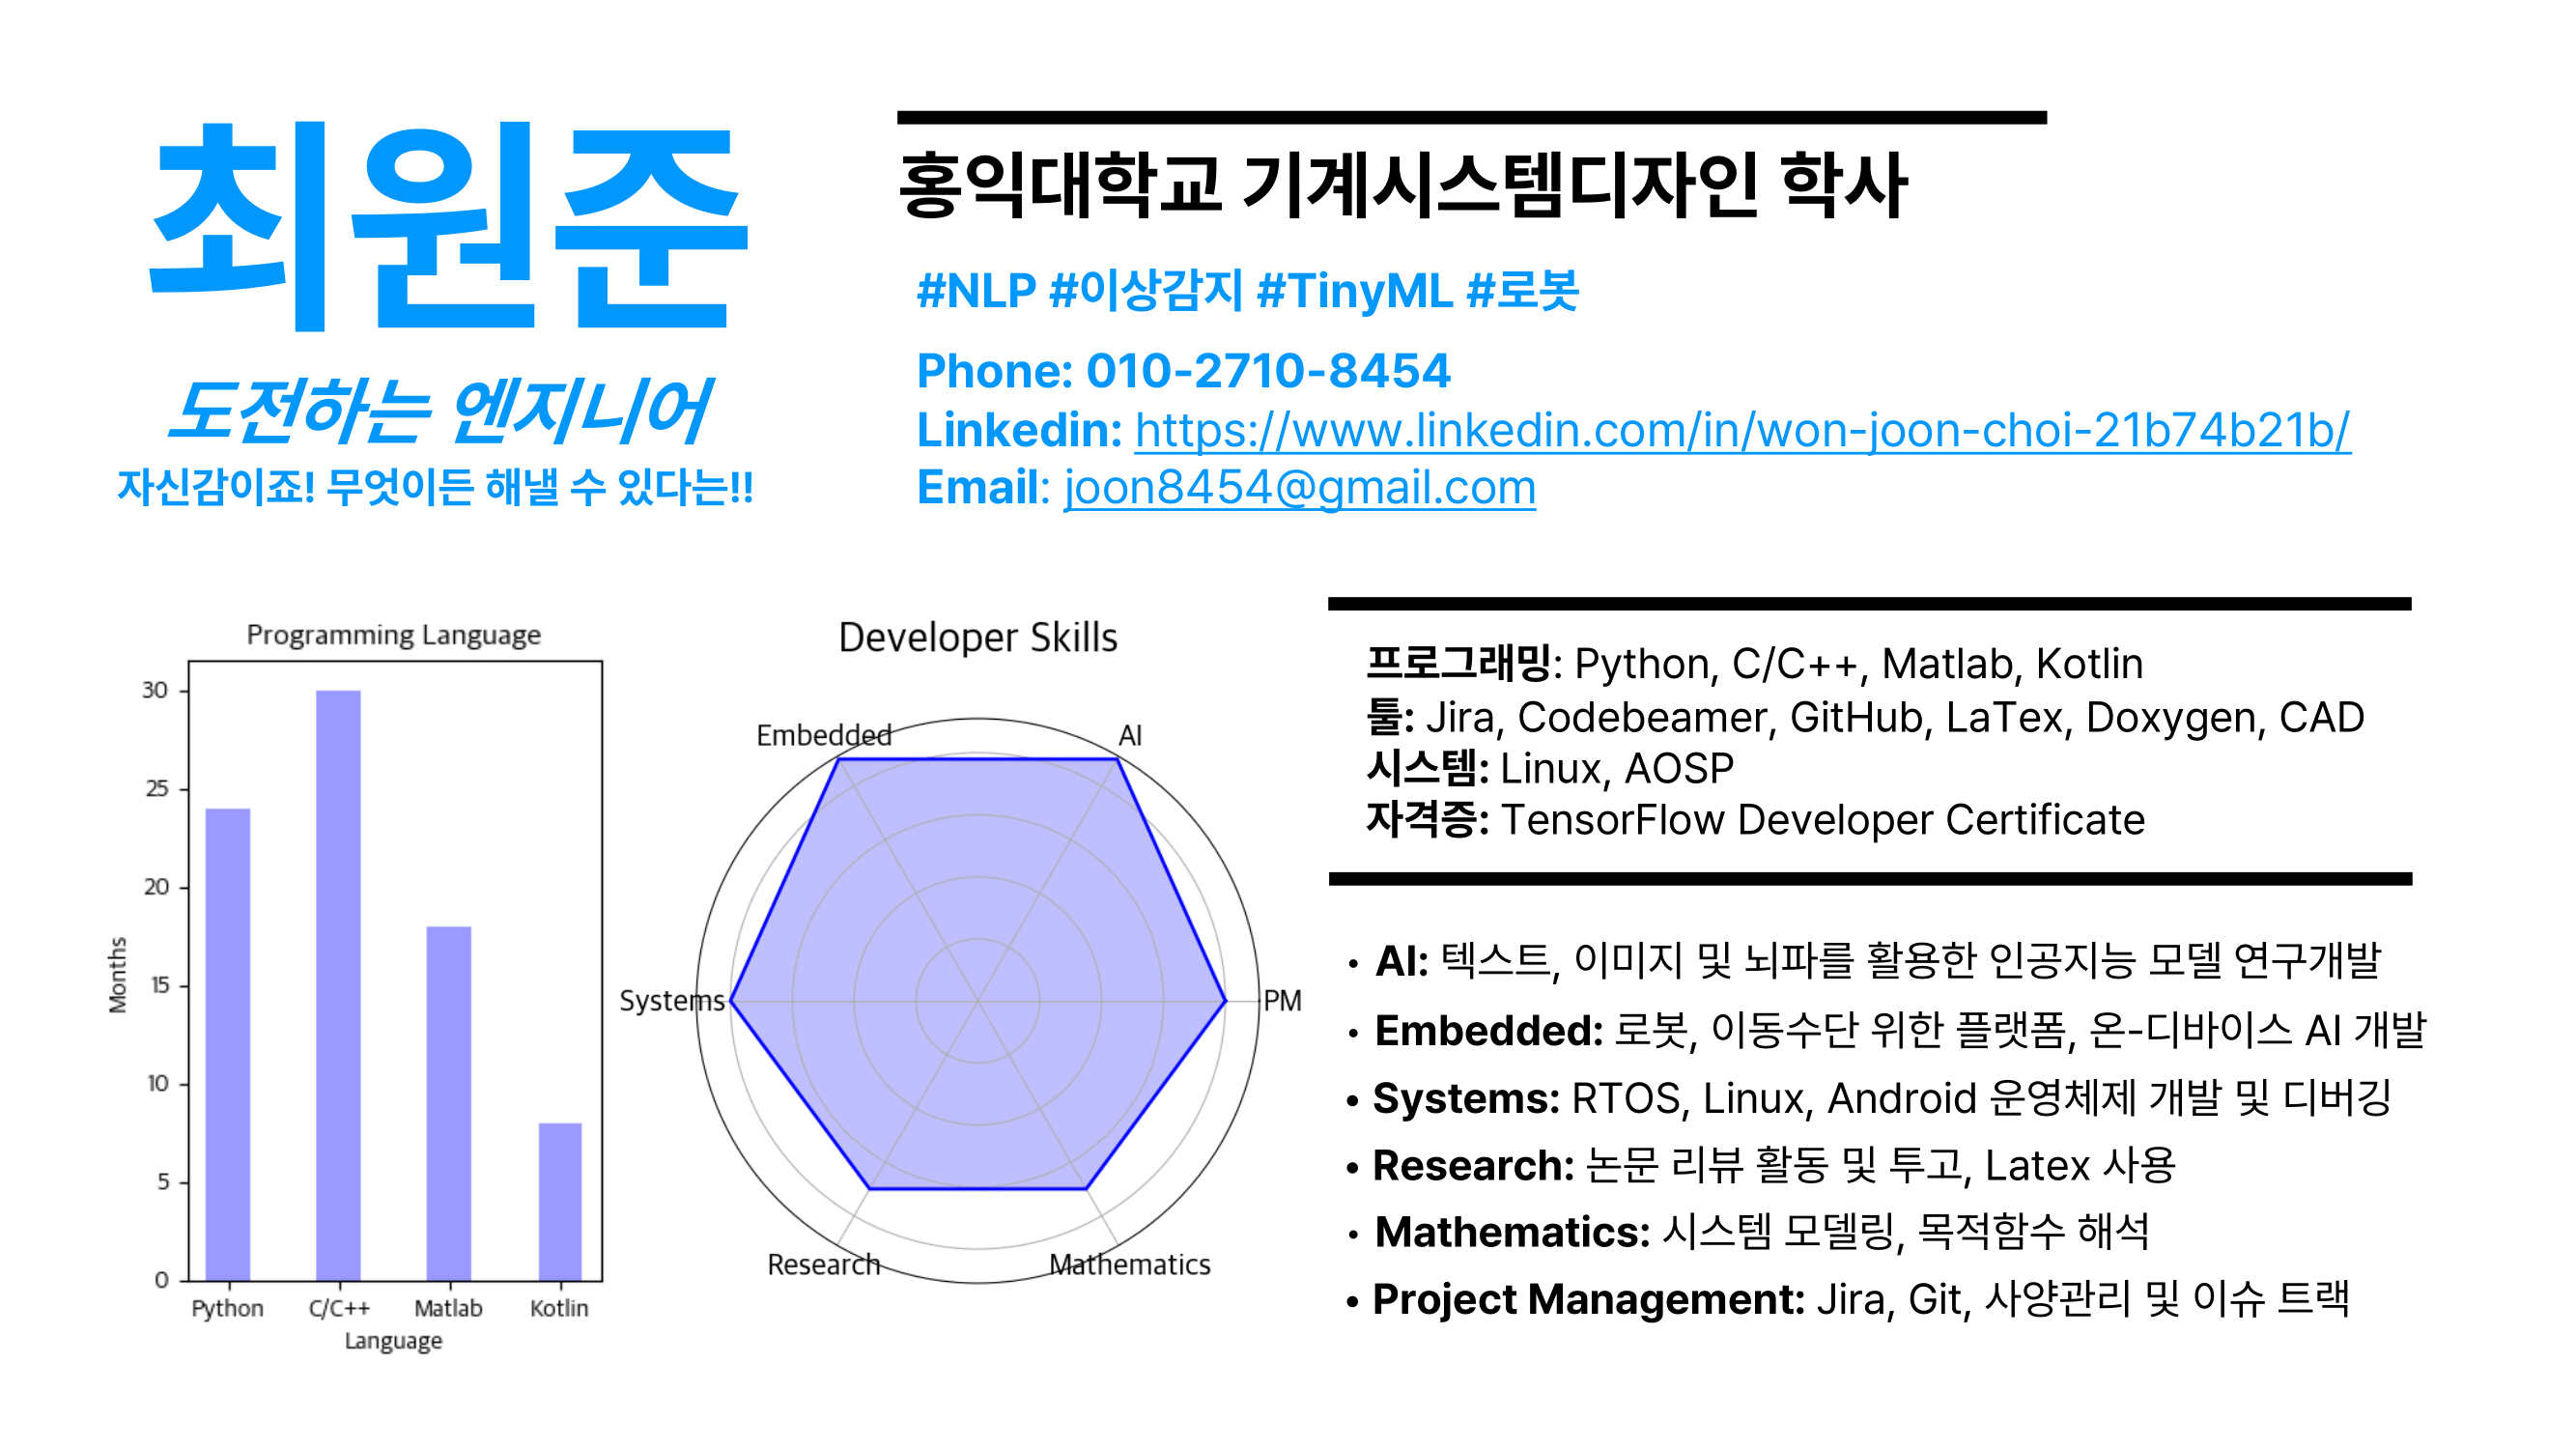 최원준
도전하는 엔지니어
자신감이죠! 무엇이든 해낼 수 있다는!!
홍익대학교 기계시스템디자인 학사
#NLP #이상감지 #TinyML #로봇
Phone: 010-2710-8454
Linkedin: https://www.linkedin.com/in/won-joon-choi-21b74b21b/
Email: joon8454@gmail.com
Programming Language
30
25
20
15
10
5
0
Months
Python C/C++ Matlab Kotlin
Language
Developer Skills
Embedded
AI
Systems
PM
Research
Mathematics
프로그래밍: Python, C/C++, Matlab, Kotlin
툴: Jira, Codebeamer, GitHub, LaTex, Doxygen, CAD
시스템: Linux, AOSP
자격증: TensorFlow Developer Certificate
• AI: 텍스트, 이미지 및 뇌파를 활용한 인공지능 모델 연구개발
• Embedded: 로봇, 이동수단 위한 플랫폼, 온-디바이스 AI 개발
• Systems: RTOS, Linux, Android 운영체제 개발 및 디버깅
• Research: 논문 리뷰 활동 및 투고, Latex 사용
• Mathematics: 시스템 모델링, 목적함수 해석
• Project Management: Jira, Git, 사양관리 및 이슈 트랙